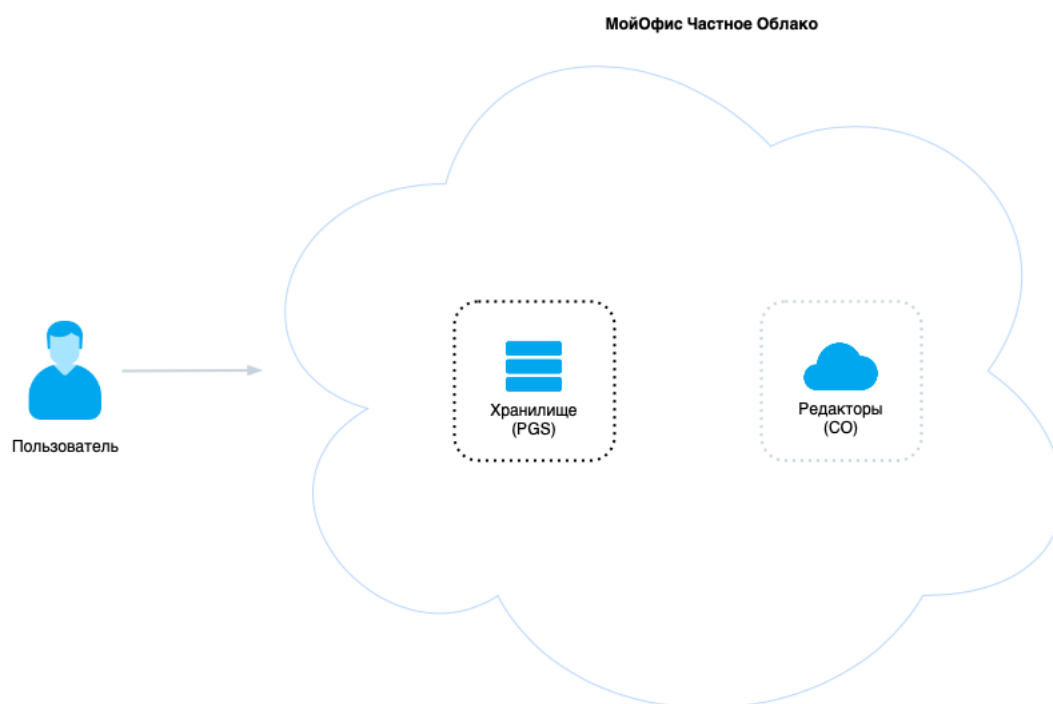 МойОфис Частное Облако
Хранилище
(PGS)
Редакторы
(CO)
Пользователь